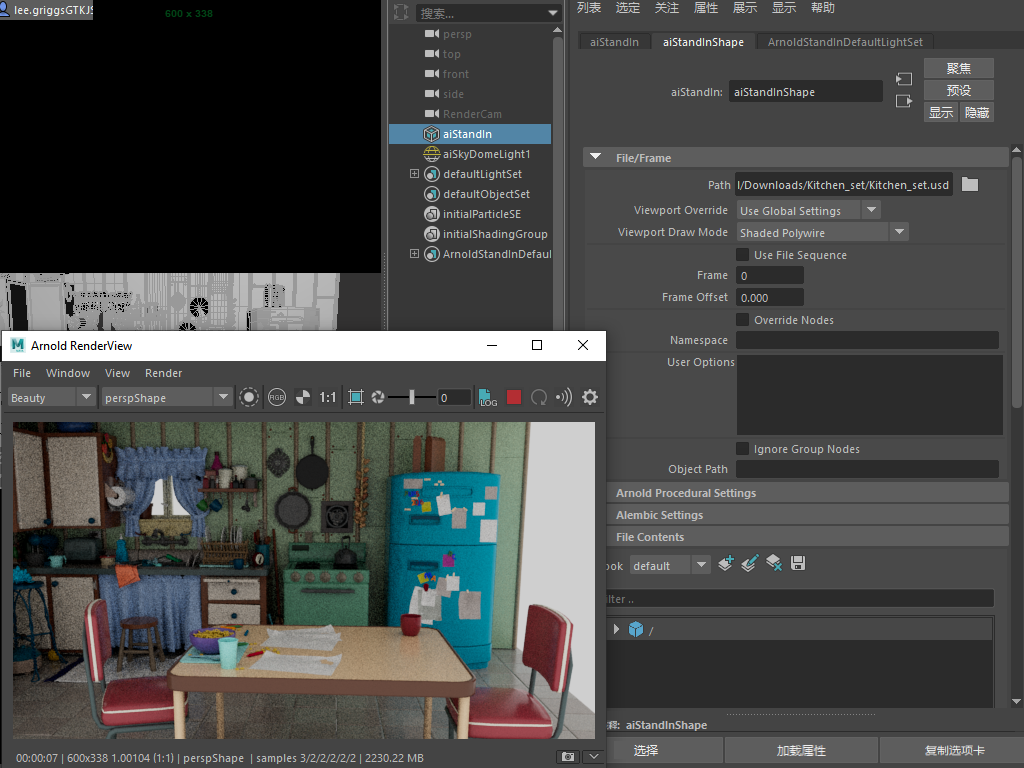 lee.griggsGTKJS
600 x 338
搜索...
persp
top
front
side
RenderCam
aiStandIn
aiSkyDomeLight1
defaultLightSet
defaultObjectSet
initialParticleSE
initialShadingGroup
ArnoldStandInDefaul
列表 选定 关注 属性 展示 显示 帮助
aiStandIn aiStandInShape ArnoldStandInDefaultLightSet
aiStandIn: aiStandInShape
聚焦
预设
显示 隐藏
File/Frame
Path l/Downloads/Kitchen_set/Kitchen_set.usd
Viewport Override Use Global Settings
Viewport Draw Mode Shaded Polywire
Use File Sequence
Frame 0
Frame Offset 0.000
Override Nodes
Namespace
User Options
Ignore Group Nodes
Object Path
Arnold Procedural Settings
Alembic Settings
File Contents
ook default
lter ..
/
释: aiStandInShape
选择 加载属性 复制选项卡
Arnold RenderView
File Window View Render
Beauty perspShape RGB 1:1 0 LOG
00:00:07 | 600x338 1.00104 (1:1) | perspShape | samples 3/2/2/2/2/2 | 2230.22 MB